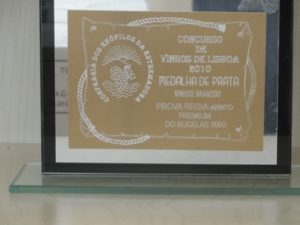 CONFRARIA DOS ENÓFILOS DA ESTREMADURA
CONCURSO
DE
VINHOS DE LISBOA
2010
MEDALHA DE PRATA
VINHOS BRANCOS
PROVA REGIA-ARINTO
PREMIUM
DO BUCELAS 2009